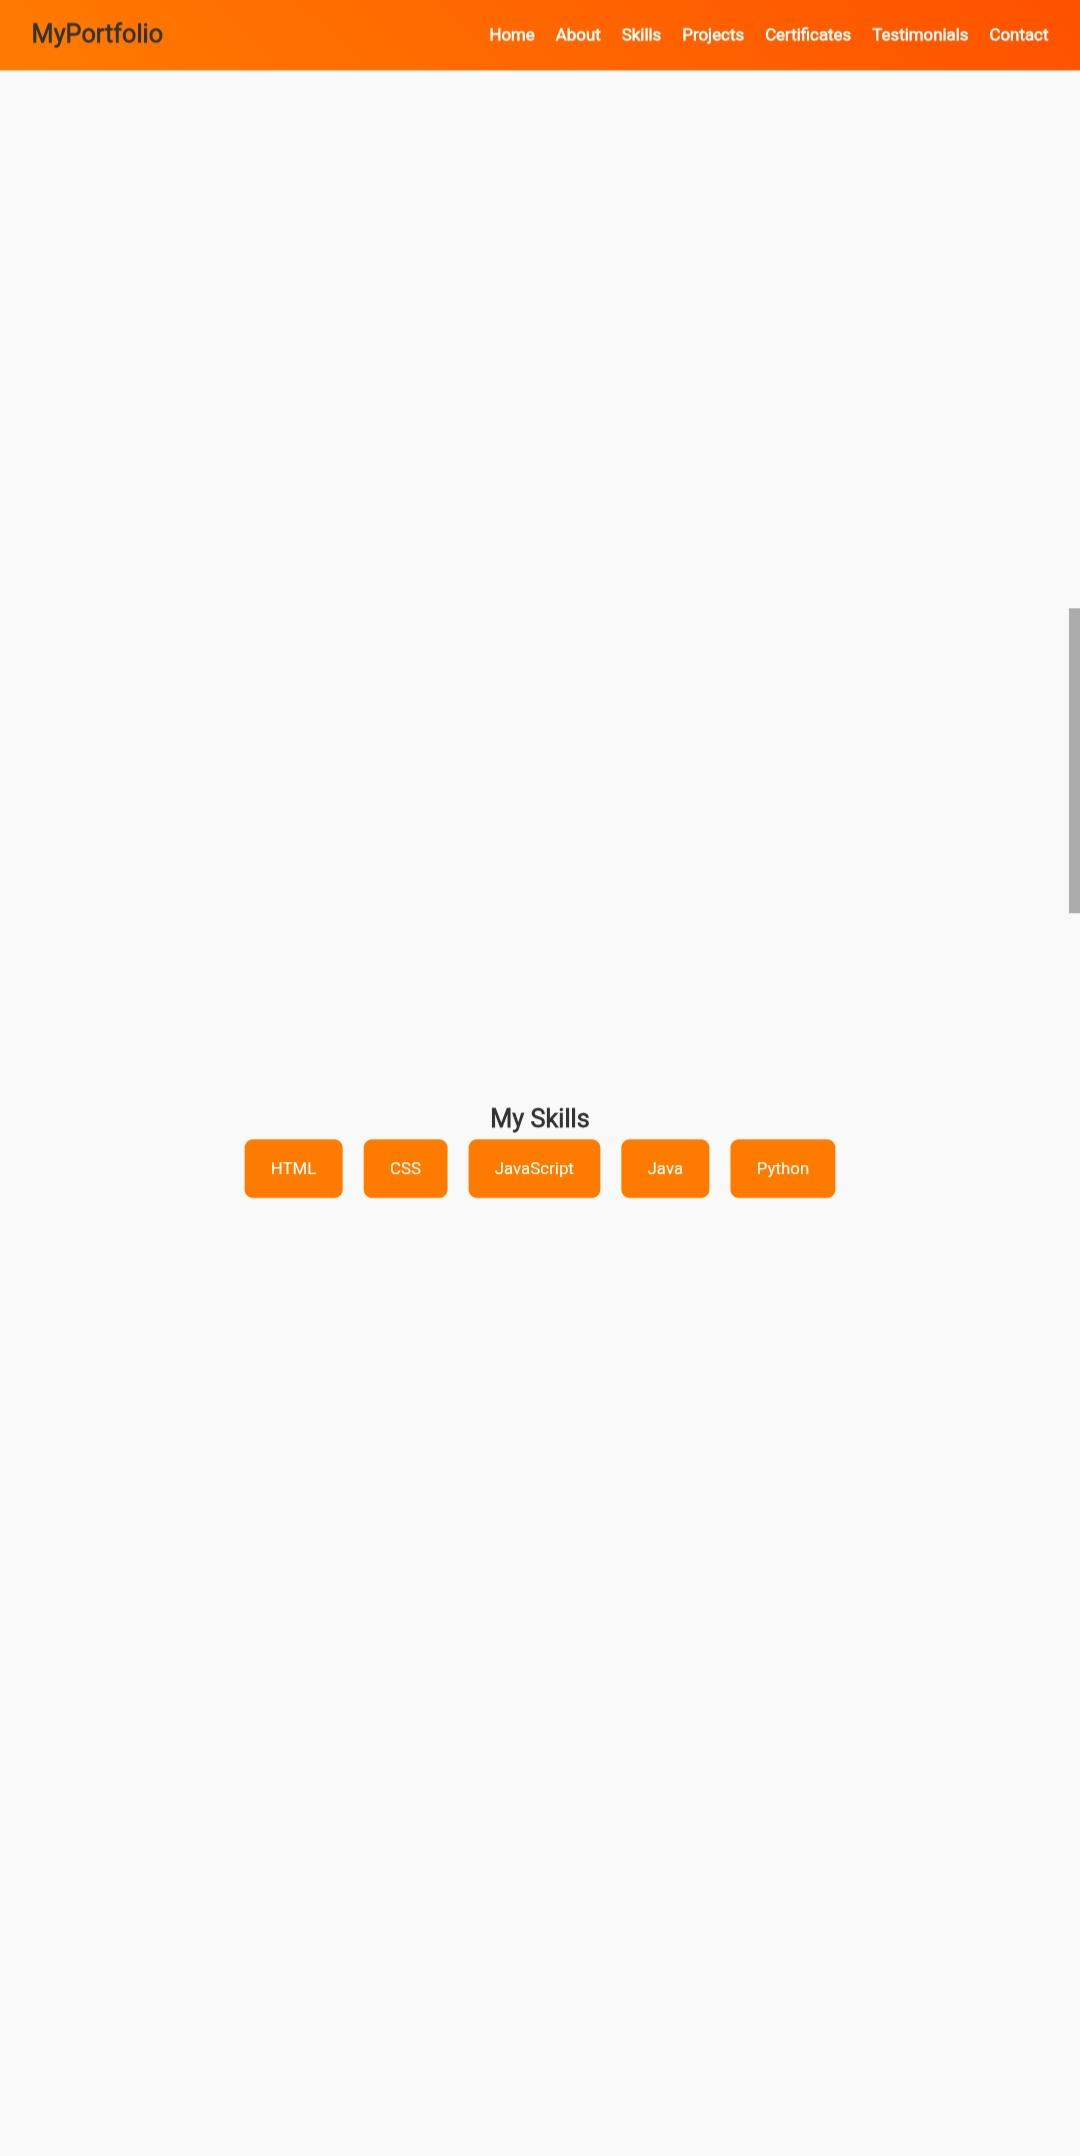 MyPortfolio
Home About Skills Projects Certificates Testimonials Contact
My Skills
HTML CSS JavaScript Java Python